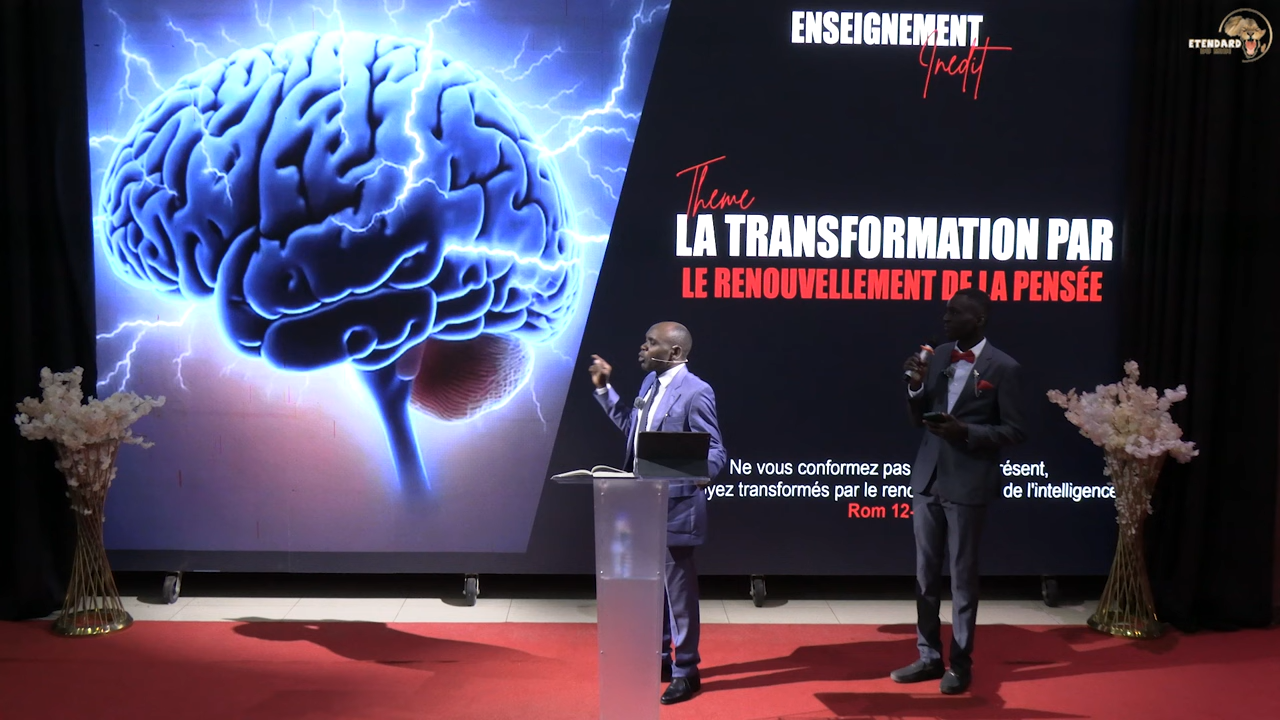 ENSEIGNEMENT
Inedit
Theme
LA TRANSFORMATION PAR
LE RENOUVELLEMENT DE LA PENSÉE
Ne vous conformez pas
transformés par le de l'intelligence
Rom 12-
ETENDARD